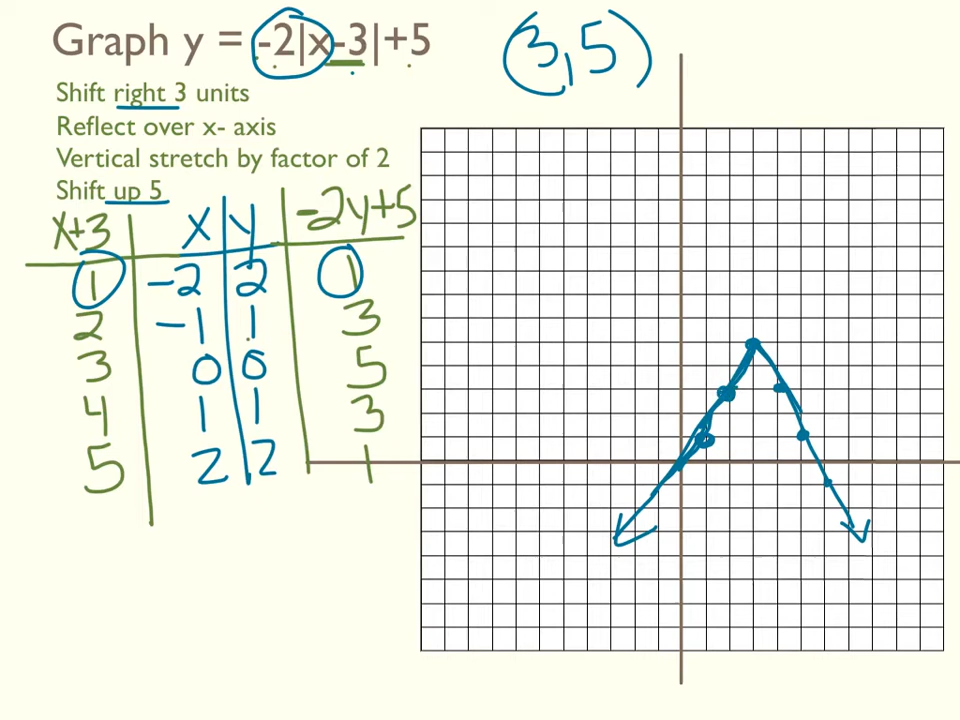 Graph y = -2|x-3|+5
(3,5)
Shift right 3 units
Reflect over x- axis
Vertical stretch by factor of 2
Shift up 5
x+3 x y -2y+5
1 -2 2 1
2 -1 1 3
3 0 0 5
4 1 1 3
5 2 2 1